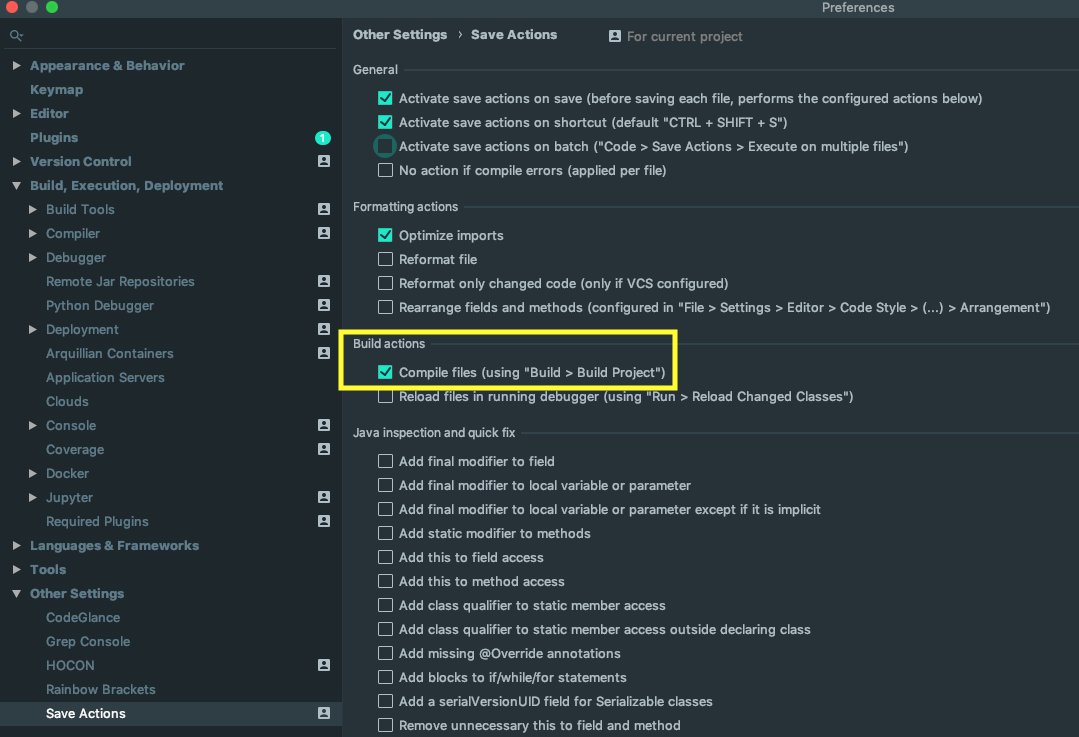 Preferences
Appearance & Behavior
Keymap
Editor
Plugins
1
Version Control
Build, Execution, Deployment
Build Tools
Compiler
Debugger
Remote Jar Repositories
Python Debugger
Deployment
Arquillian Containers
Application Servers
Clouds
Console
Coverage
Docker
Jupyter
Required Plugins
Languages & Frameworks
Tools
Other Settings
CodeGlance
Grep Console
HOCON
Rainbow Brackets
Save Actions
Other Settings › Save Actions
For current project
General
Activate save actions on save (before saving each file, performs the configured actions below)
Activate save actions on shortcut (default "CTRL + SHIFT + S")
Activate save actions on batch ("Code > Save Actions > Execute on multiple files")
No action if compile errors (applied per file)
Formatting actions
Optimize imports
Reformat file
Reformat only changed code (only if VCS configured)
Rearrange fields and methods (configured in "File > Settings > Editor > Code Style > (...) > Arrangement")
Build actions
Compile files (using "Build > Build Project")
Reload files in running debugger (using "Run > Reload Changed Classes")
Java inspection and quick fix
Add final modifier to field
Add final modifier to local variable or parameter
Add final modifier to local variable or parameter except if it is implicit
Add static modifier to methods
Add this to field access
Add this to method access
Add class qualifier to static member access
Add class qualifier to static member access outside declaring class
Add missing @Override annotations
Add blocks to if/while/for statements
Add a serialVersionUID field for Serializable classes
Remove unnecessary this to field and method